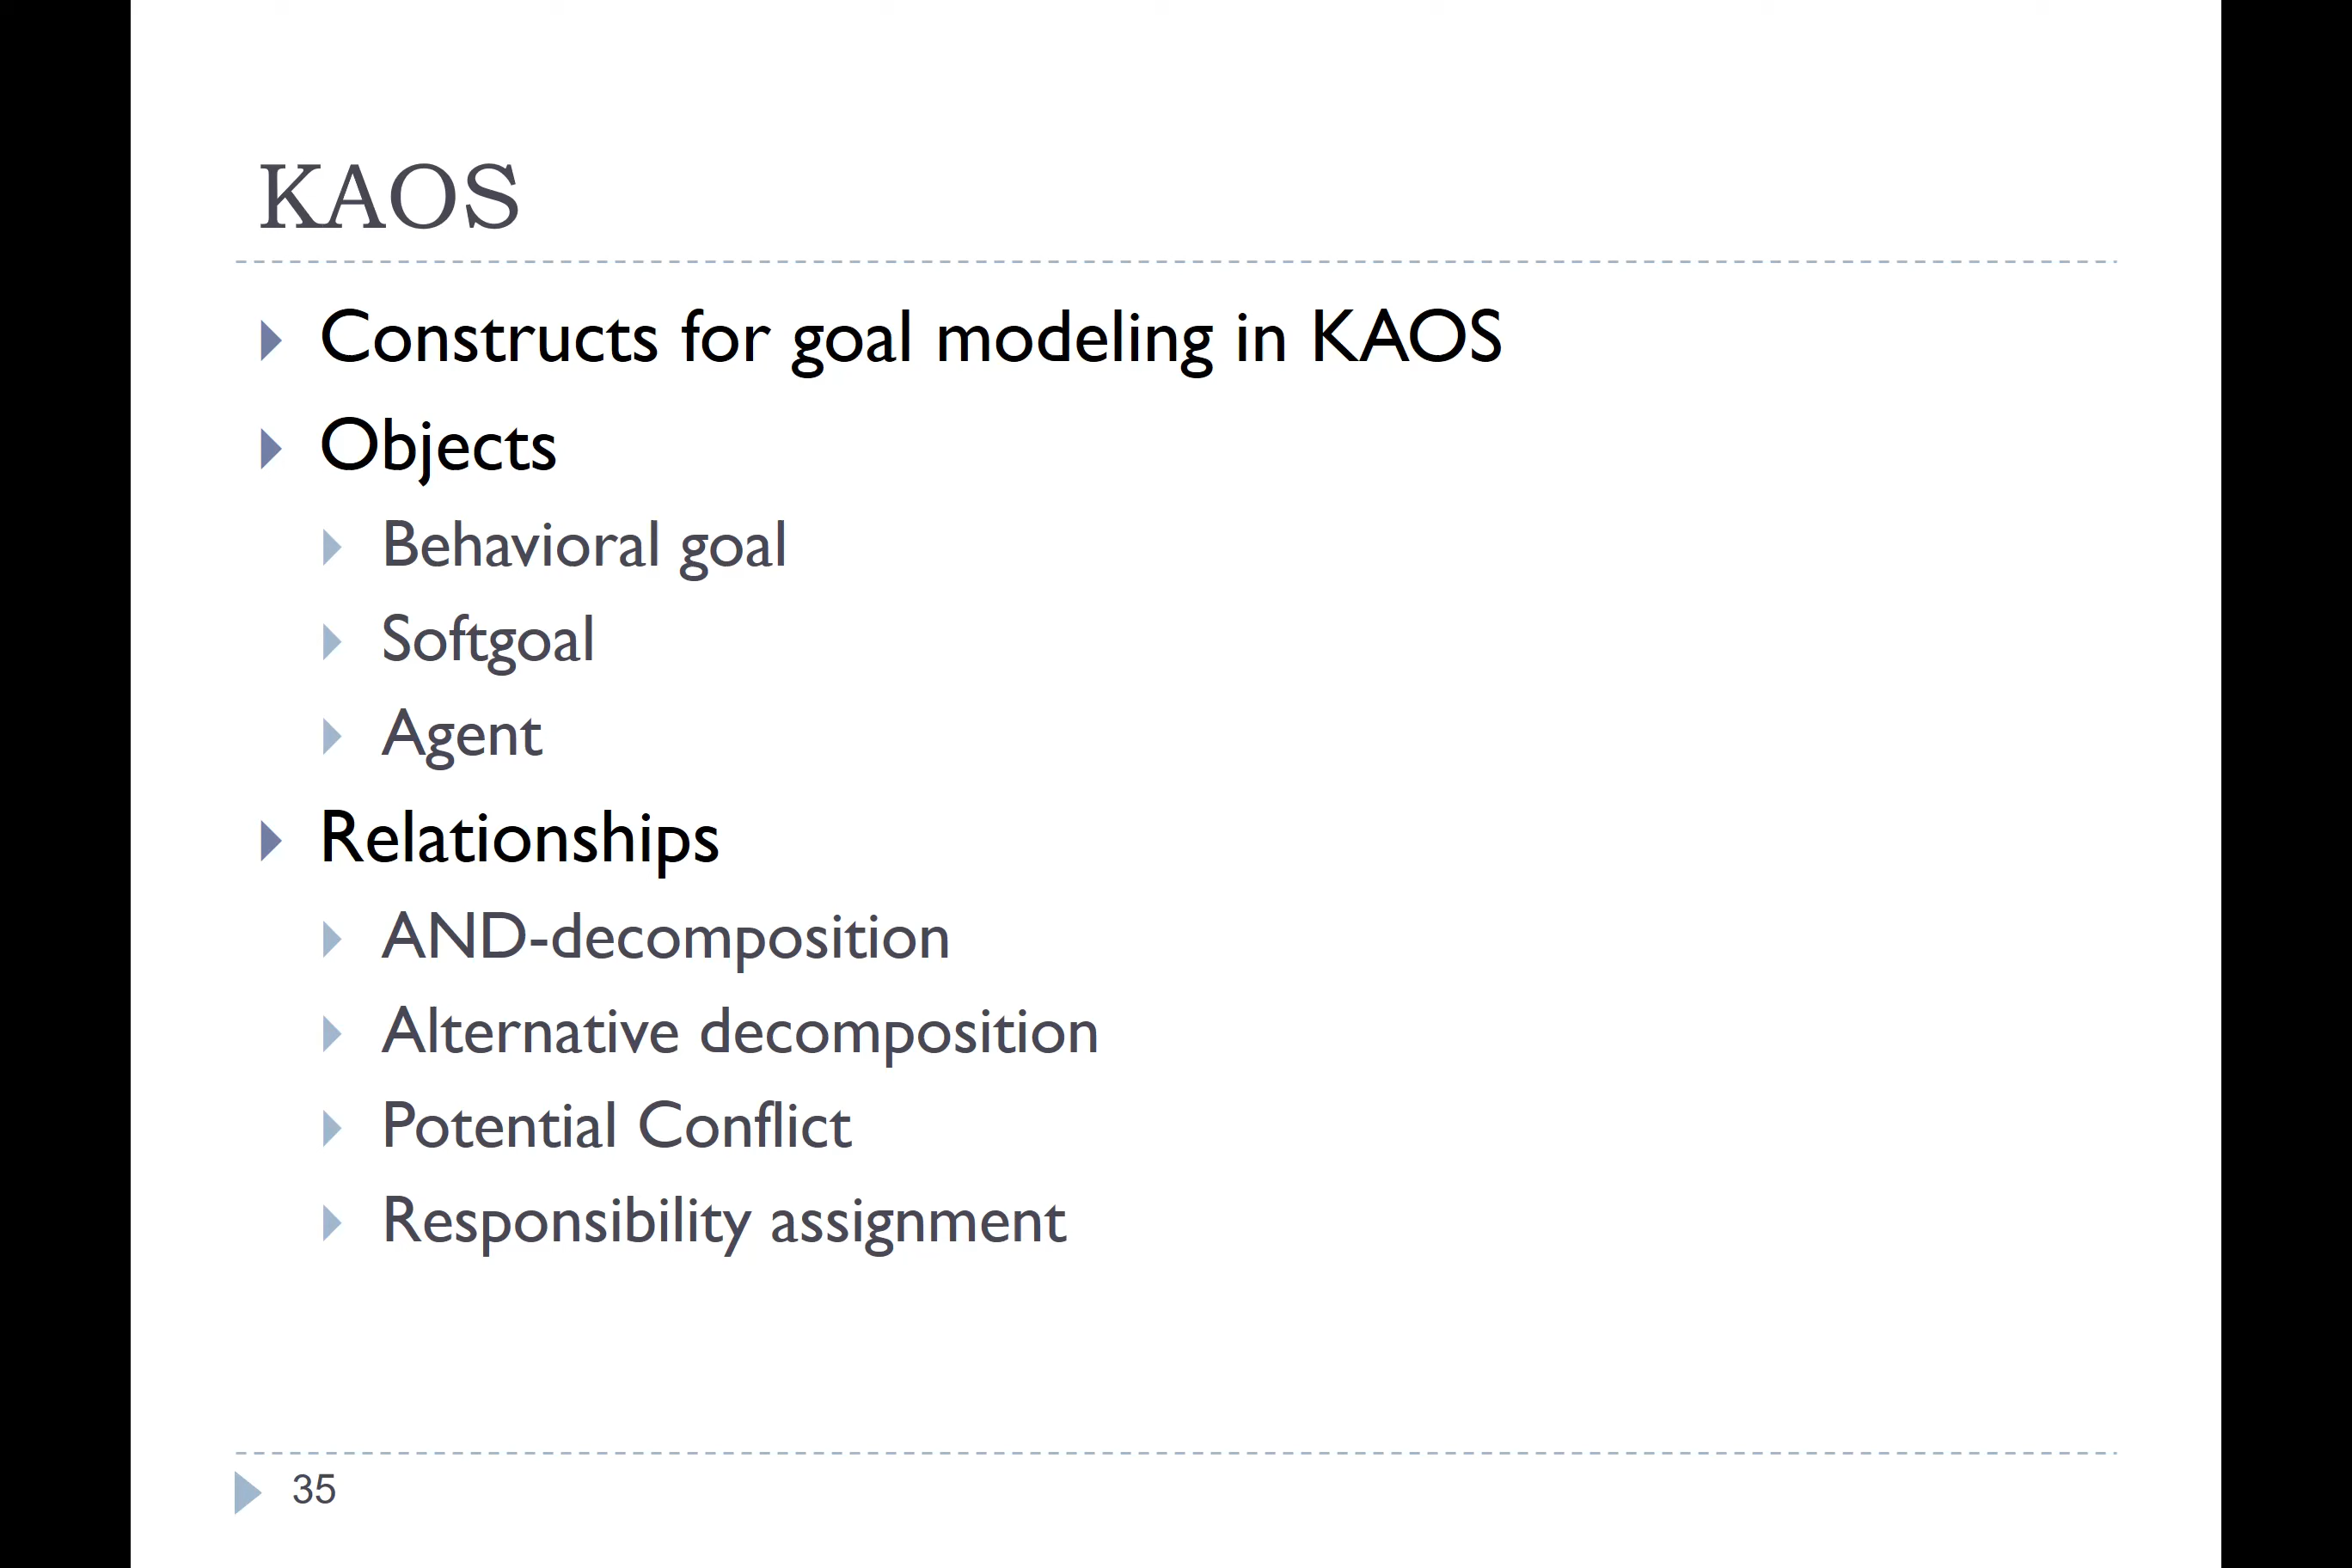 KAOS
Constructs for goal modeling in KAOS
Objects
Behavioral goal
Softgoal
Agent
Relationships
AND-decomposition
Alternative decomposition
Potential Conflict
Responsibility assignment
35